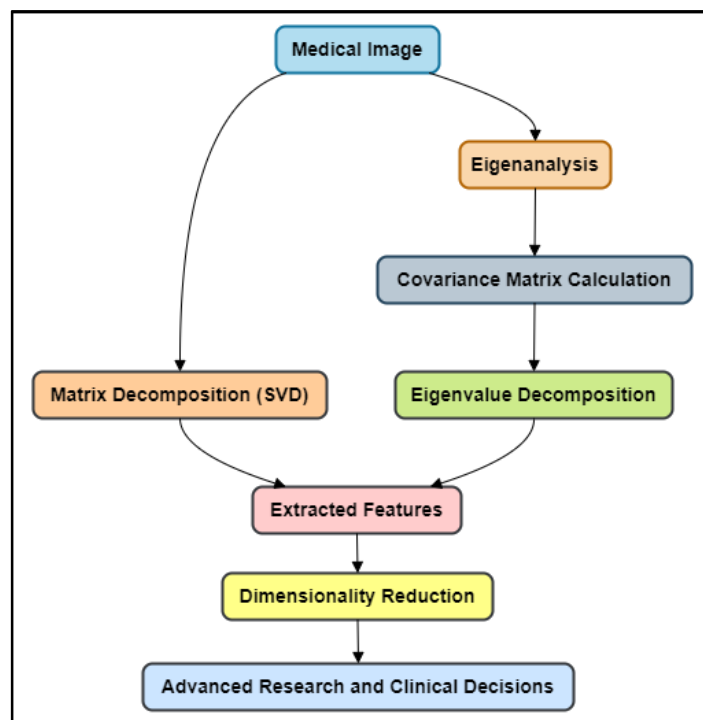 Medical Image
Eigenanalysis
Covariance Matrix Calculation
Matrix Decomposition (SVD)
Eigenvalue Decomposition
Extracted Features
Dimensionality Reduction
Advanced Research and Clinical Decisions